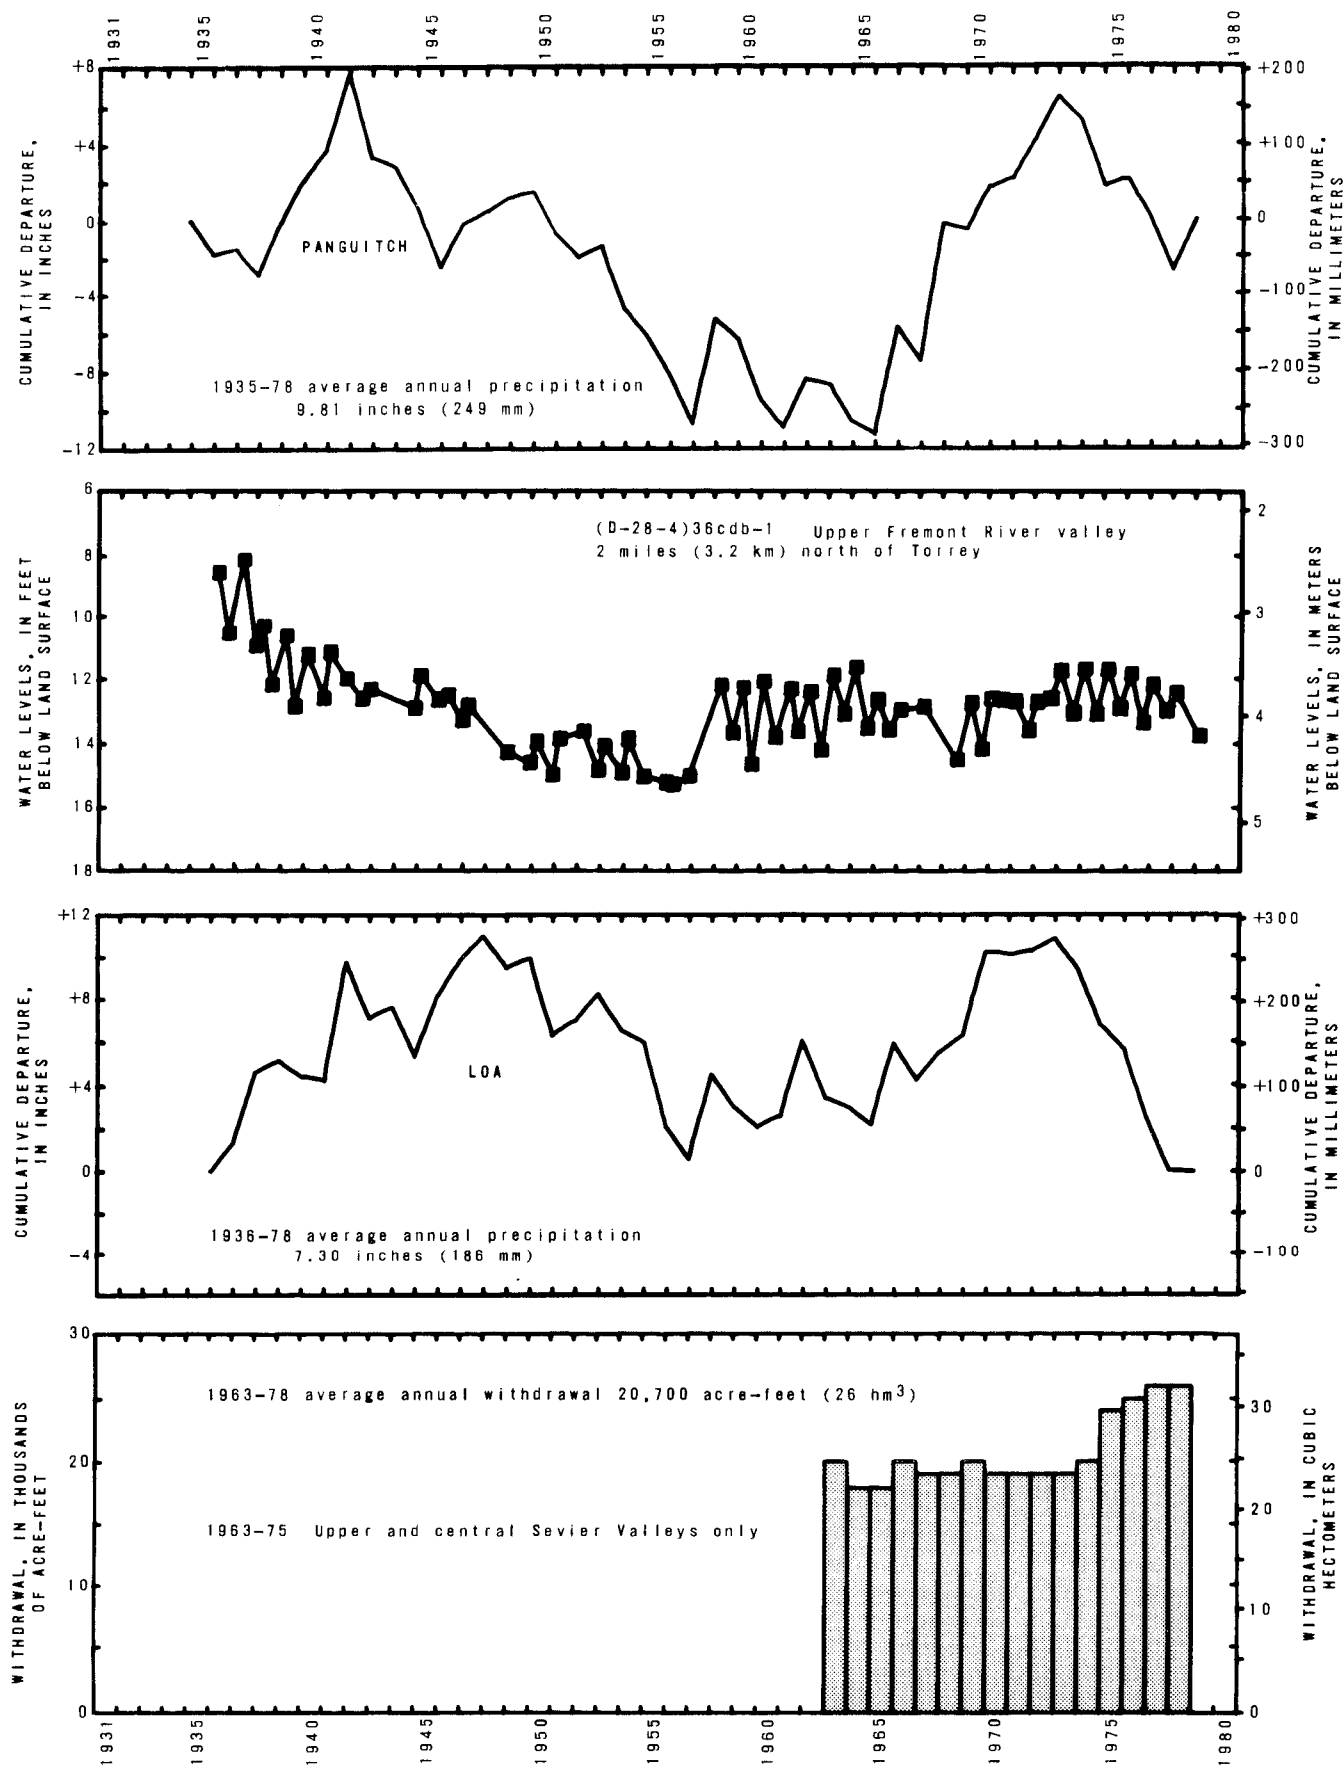 1931 1935 1940 1945 1950 1955 1960 1965 1970 1975 1980
CUMULATIVE DEPARTURE,
IN INCHES
+8
+4
0
-4
-8
-12
PANGUITCH
1935-78 average annual precipitation
9.81 inches (249 mm)
+200
+100
0
-100
-200
-300
CUMULATIVE DEPARTURE,
IN MILLIMETERS
WATER LEVELS, IN FEET
BELOW LAND SURFACE
6
8
10
12
14
16
18
(D-28-4)36cdb-1 Upper Fremont River valley
2 miles (3.2 km) north of Torrey
2
3
4
5
WATER LEVELS, IN METERS
BELOW LAND SURFACE
CUMULATIVE DEPARTURE,
IN INCHES
+12
+8
+4
0
-4
LOA
1936-78 average annual precipitation
7.30 inches (186 mm)
+300
+200
+100
0
-100
CUMULATIVE DEPARTURE,
IN MILLIMETERS
WITHDRAWAL, IN THOUSANDS
OF ACRE-FEET
30
20
10
0
1963-78 average annual withdrawal 20,700 acre-feet (26 hm³)
1963-75 Upper and central Sevier Valleys only
30
20
10
0
WITHDRAWAL, IN CUBIC
HECTOMETERS
1931 1935 1940 1945 1950 1955 1960 1965 1970 1975 1980